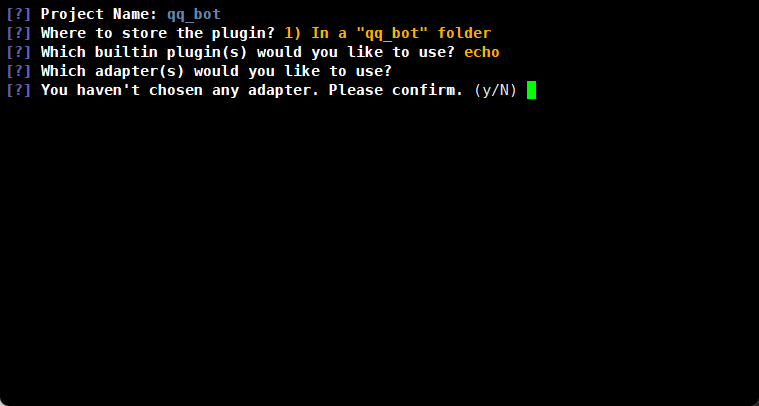 [?] Project Name: qq_bot
[?] Where to store the plugin? 1) In a "qq_bot" folder
[?] Which builtin plugin(s) would you like to use? echo
[?] Which adapter(s) would you like to use?
[?] You haven't chosen any adapter. Please confirm. (y/N)